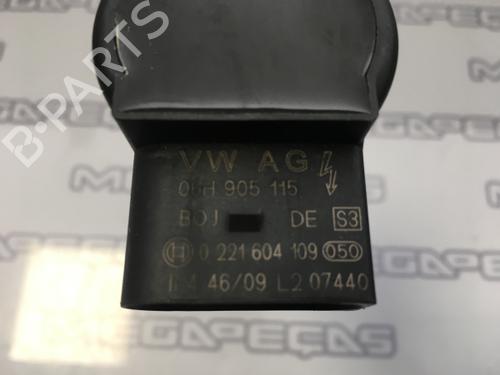 VW AG
06H 905 115
BOJ DE S3
0 221 604 109 050
46/09 L2 07440
B-PARTS
MEGAPEÇAS